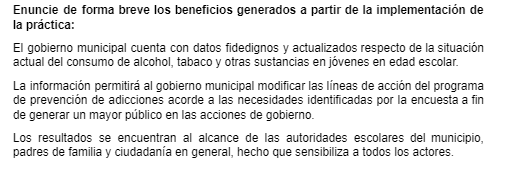 Enuncie de forma breve los beneficios generados a partir de la implementación de
la práctica:
El gobierno municipal cuenta con datos fidedignos y actualizados respecto de la situación
actual del consumo de alcohol, tabaco y otras sustancias en jóvenes en edad escolar.
La información permitirá al gobierno municipal modificar las líneas de acción del programa
de prevención de adicciones acorde a las necesidades identificadas por la encuesta a fin
de generar un mayor público en las acciones de gobierno.
Los resultados se encuentran al alcance de las autoridades escolares del municipio,
padres de familia y ciudadanía en general, hecho que sensibiliza a todos los actores.